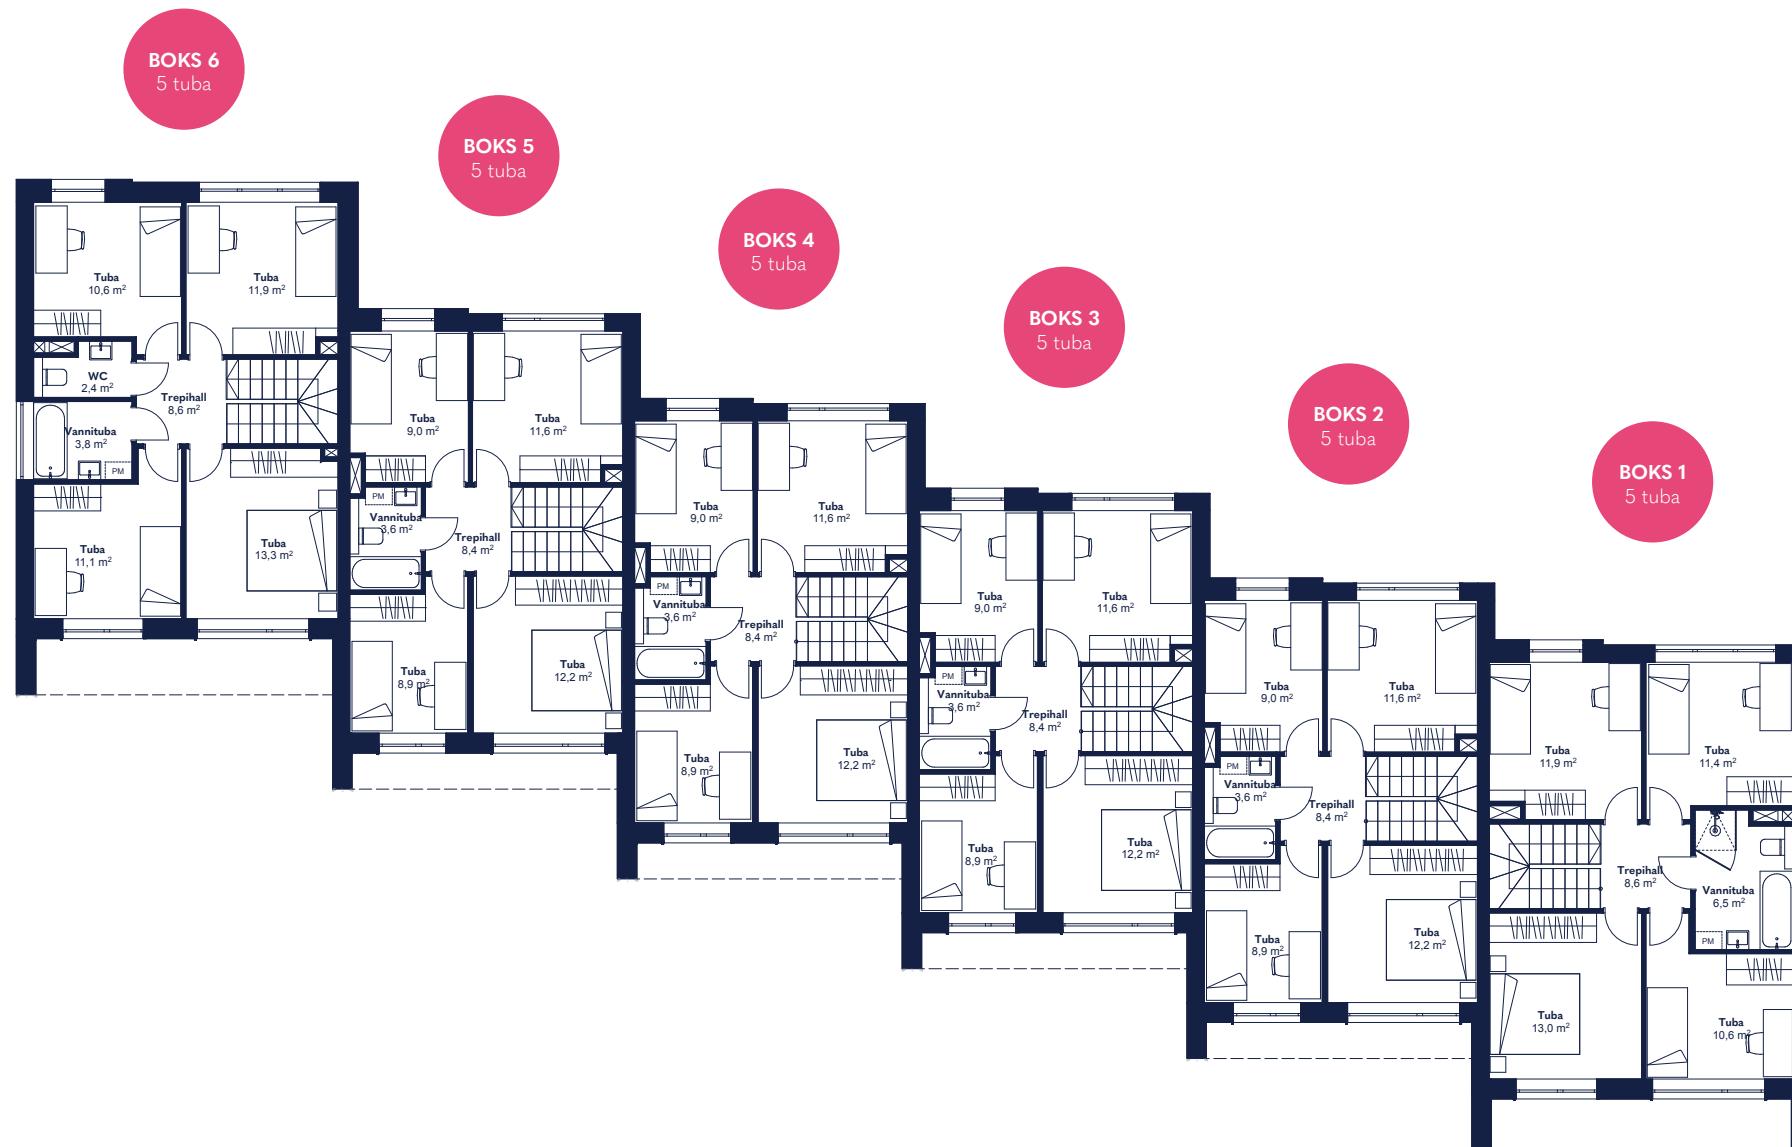 BOKS 6
5 tuba
BOKS 5
5 tuba
BOKS 4
5 tuba
BOKS 3
5 tuba
BOKS 2
5 tuba
BOKS 1
5 tuba
Tuba
10,6 m²
Tuba
11,9 m²
WC
2,4 m²
Trepihall
8,6 m²
Vannituba
3,8 m²
PM
Tuba
11,1 m²
Tuba
13,3 m²
Tuba
9,0 m²
Tuba
11,6 m²
PM
Vannituba
3,6 m²
Trepihall
8,4 m²
Tuba
8,9 m²
Tuba
12,2 m²
Tuba
9,0 m²
Tuba
11,6 m²
PM
Vannituba
3,6 m²
Trepihall
8,4 m²
Tuba
8,9 m²
Tuba
12,2 m²
Tuba
9,0 m²
Tuba
11,6 m²
PM
Vannituba
3,6 m²
Trepihall
8,4 m²
Tuba
8,9 m²
Tuba
12,2 m²
Tuba
9,0 m²
Tuba
11,6 m²
PM
Vannituba
3,6 m²
Trepihall
8,4 m²
Tuba
8,9 m²
Tuba
12,2 m²
Tuba
11,9 m²
Tuba
11,4 m²
Trepihall
8,6 m²
Vannituba
6,5 m²
PM
Tuba
13,0 m²
Tuba
10,6 m²